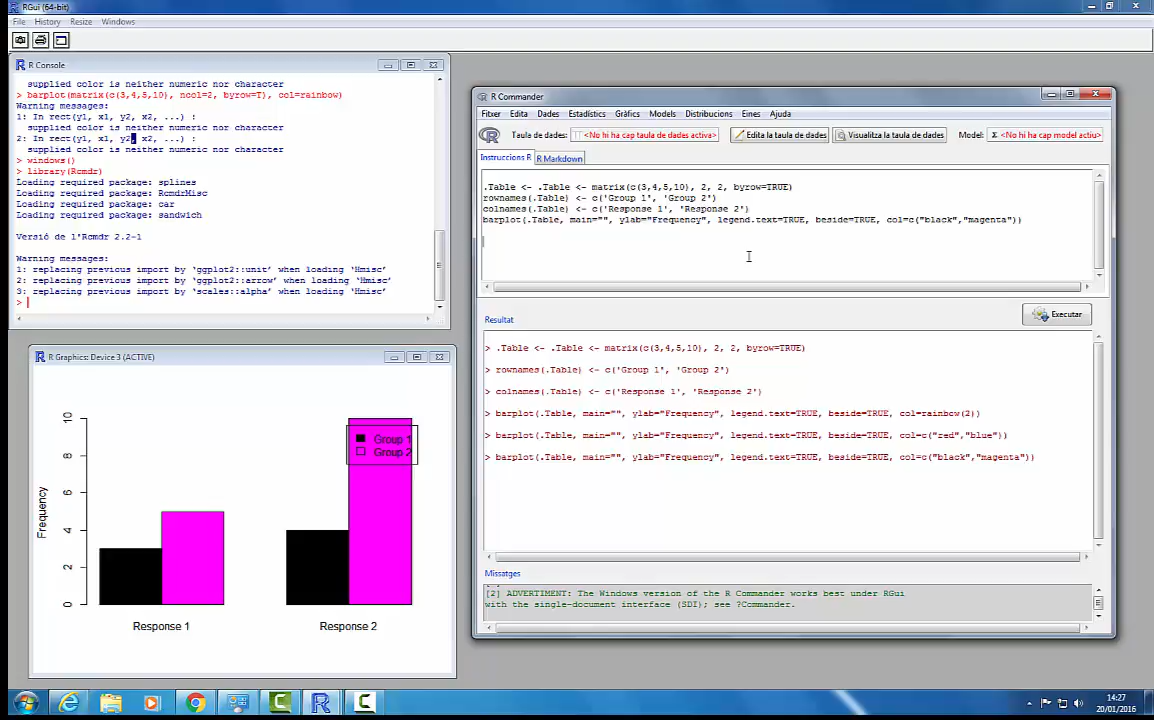 RGui (64-bit)
File History Resize Windows
R Console
supplied color is neither numeric nor character
> barplot(matrix(c(3,4,5,10), ncol=2, byrow=T), col=rainbow)
Warning messages:
1: In rect(y1, x1, y2, x2, ...) :
supplied color is neither numeric nor character
2: In rect(y1, x1, y2, x2, ...) :
supplied color is neither numeric nor character
> windows()
> library(Rcmdr)
Loading required package: splines
Loading required package: RcmdrMisc
Loading required package: car
Loading required package: sandwich
Versió de l'Rcmdr 2.2-1
Warning messages:
1: replacing previous import by ‘ggplot2::unit’ when loading ‘Hmisc’
2: replacing previous import by ‘ggplot2::arrow’ when loading ‘Hmisc’
3: replacing previous import by ‘scales::alpha’ when loading ‘Hmisc’
>
R Graphics: Device 3 (ACTIVE)
Frequency
10
8
6
4
2
0
Group 1
Group 2
Response 1
Response 2
R Commander
Fitxer Edita Dades Estadístics Gràfics Models Distribucions Eines Ajuda
Taula de dades: <No hi ha cap taula de dades activa> Edita la taula de dades Visualitza la taula de dades Model: Σ <No hi ha cap model actiu>
Instruccions R R Markdown
.Table <- .Table <- matrix(c(3,4,5,10), 2, 2, byrow=TRUE)
rownames(.Table) <- c('Group 1', 'Group 2')
colnames(.Table) <- c('Response 1', 'Response 2')
barplot(.Table, main="", ylab="Frequency", legend.text=TRUE, beside=TRUE, col=c("black","magenta"))
Executar
Resultat
> .Table <- .Table <- matrix(c(3,4,5,10), 2, 2, byrow=TRUE)
> rownames(.Table) <- c('Group 1', 'Group 2')
> colnames(.Table) <- c('Response 1', 'Response 2')
> barplot(.Table, main="", ylab="Frequency", legend.text=TRUE, beside=TRUE, col=rainbow(2))
> barplot(.Table, main="", ylab="Frequency", legend.text=TRUE, beside=TRUE, col=c("red","blue"))
> barplot(.Table, main="", ylab="Frequency", legend.text=TRUE, beside=TRUE, col=c("black","magenta"))
Missatges
[2] ADVERTIMENT: The Windows version of the R Commander works best under RGui
with the single-document interface (SDI); see ?Commander.
14:27
20/01/2016